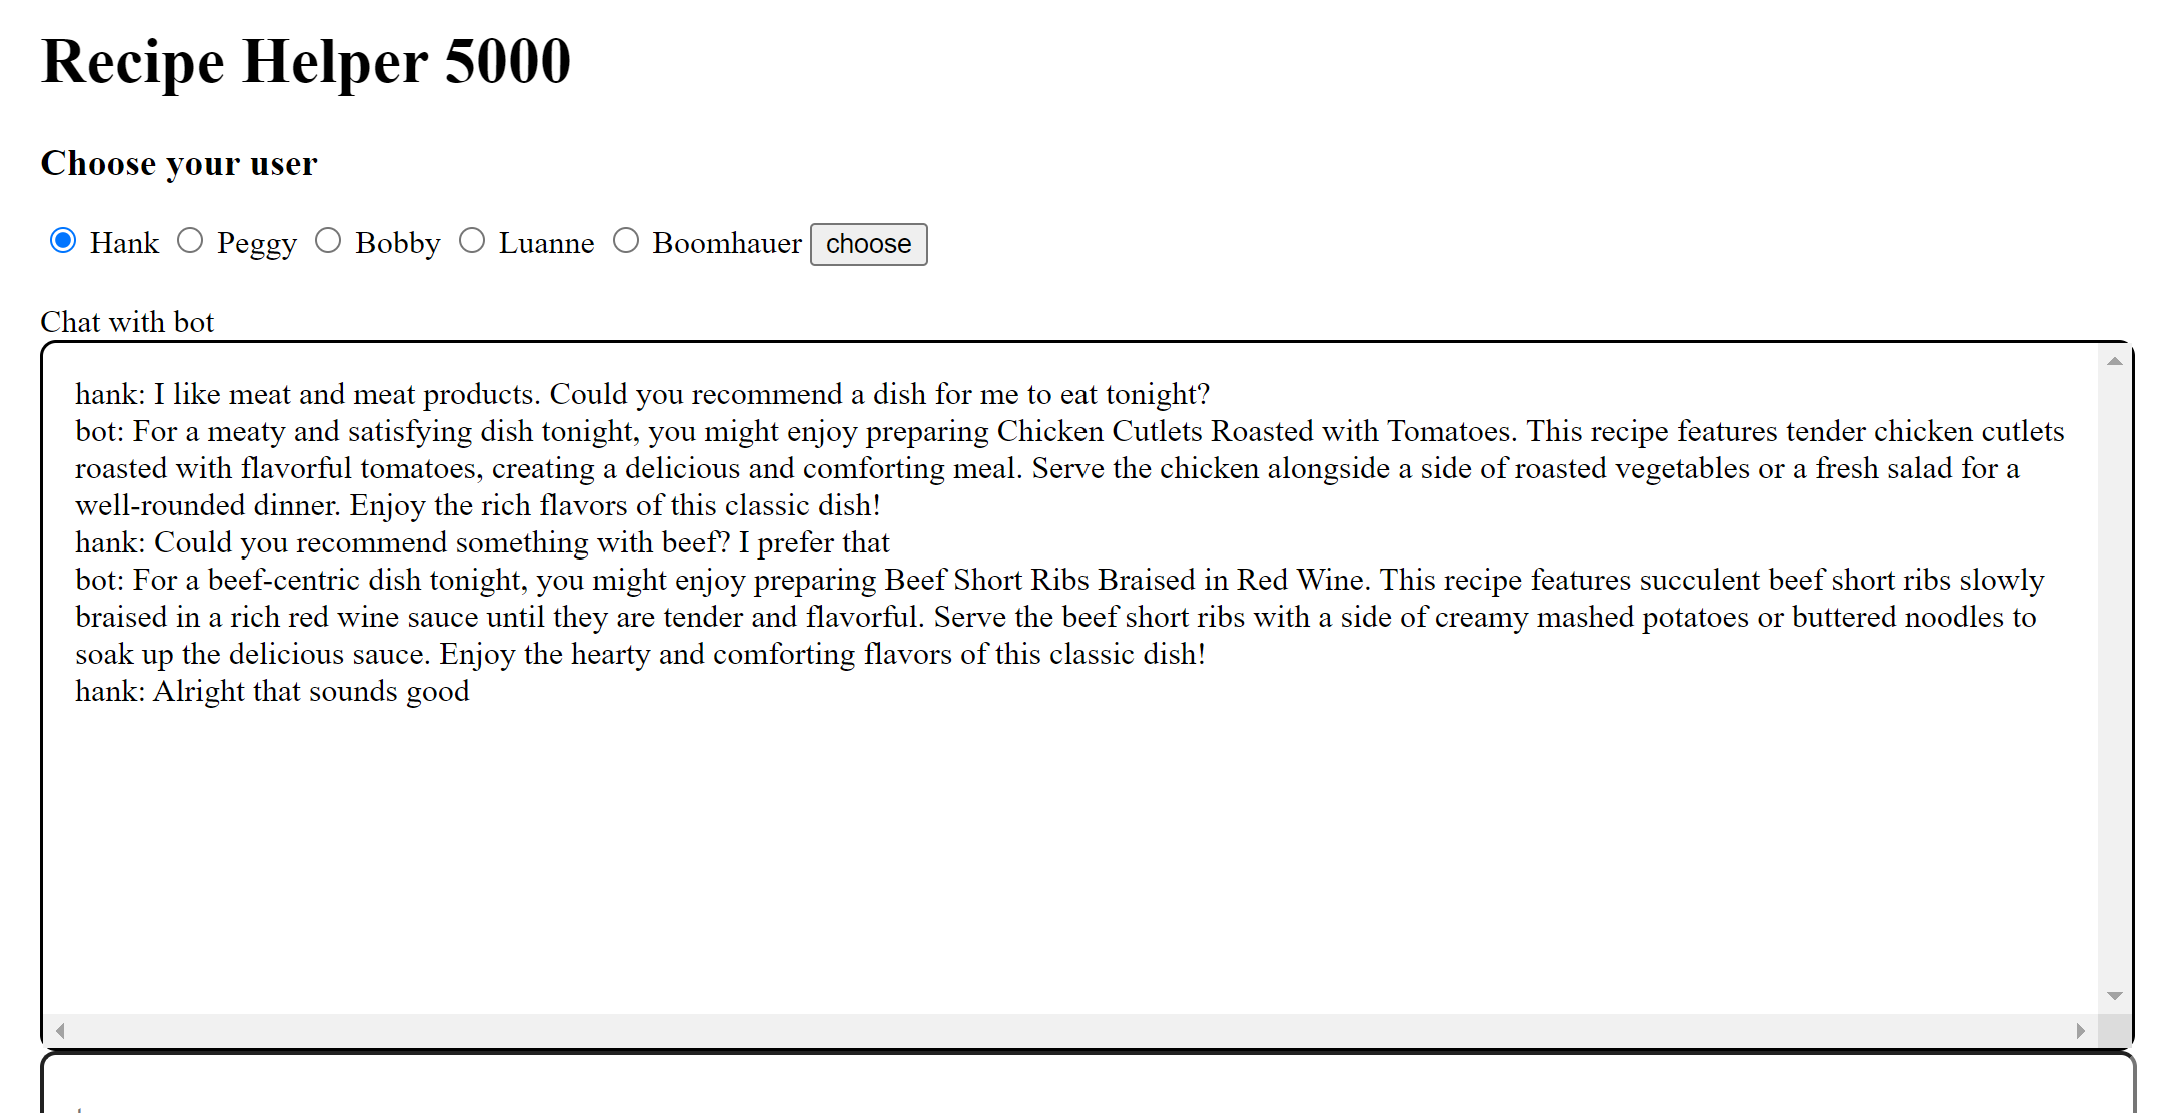 Recipe Helper 5000
Choose your user
Hank Peggy Bobby Luanne Boomhauer choose
Chat with bot
hank: I like meat and meat products. Could you recommend a dish for me to eat tonight?
bot: For a meaty and satisfying dish tonight, you might enjoy preparing Chicken Cutlets Roasted with Tomatoes. This recipe features tender chicken cutlets
roasted with flavorful tomatoes, creating a delicious and comforting meal. Serve the chicken alongside a side of roasted vegetables or a fresh salad for a
well-rounded dinner. Enjoy the rich flavors of this classic dish!
hank: Could you recommend something with beef? I prefer that
bot: For a beef-centric dish tonight, you might enjoy preparing Beef Short Ribs Braised in Red Wine. This recipe features succulent beef short ribs slowly
braised in a rich red wine sauce until they are tender and flavorful. Serve the beef short ribs with a side of creamy mashed potatoes or buttered noodles to
soak up the delicious sauce. Enjoy the hearty and comforting flavors of this classic dish!
hank: Alright that sounds good